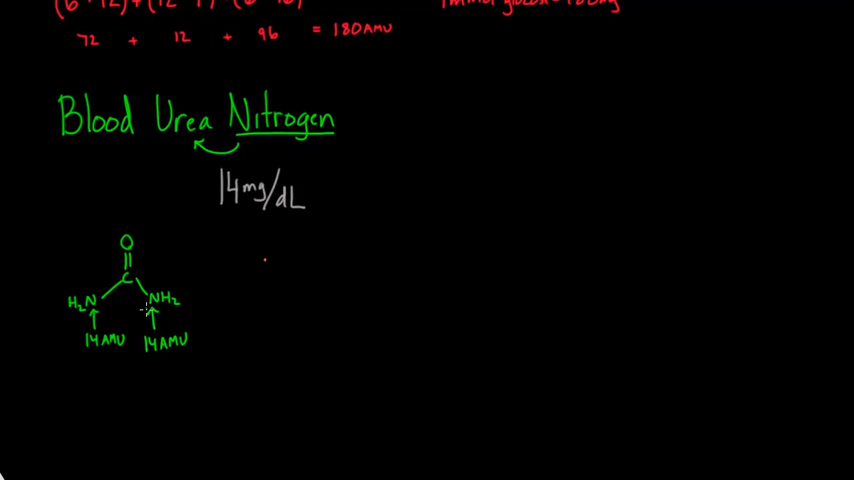 72 + 12 + 96 = 180AMU
Blood Urea Nitrogen
14mg/dL
O
C
H₂N NH₂
14AMU 14AMU